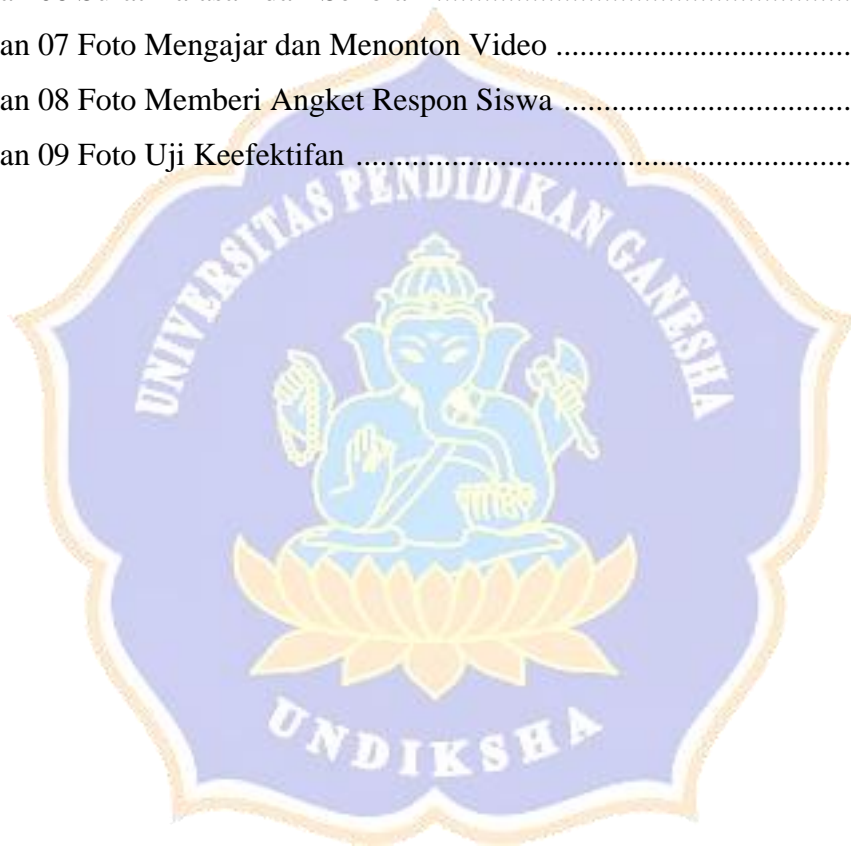 an 07 Foto Mengajar dan Menonton Video ....................................
an 08 Foto Memberi Angket Respon Siswa ...................................
an 09 Foto Uji Keefektifan .............................................................
UNIVERSITAS PENDIDIKAN GANESHA
UNDIKSHA